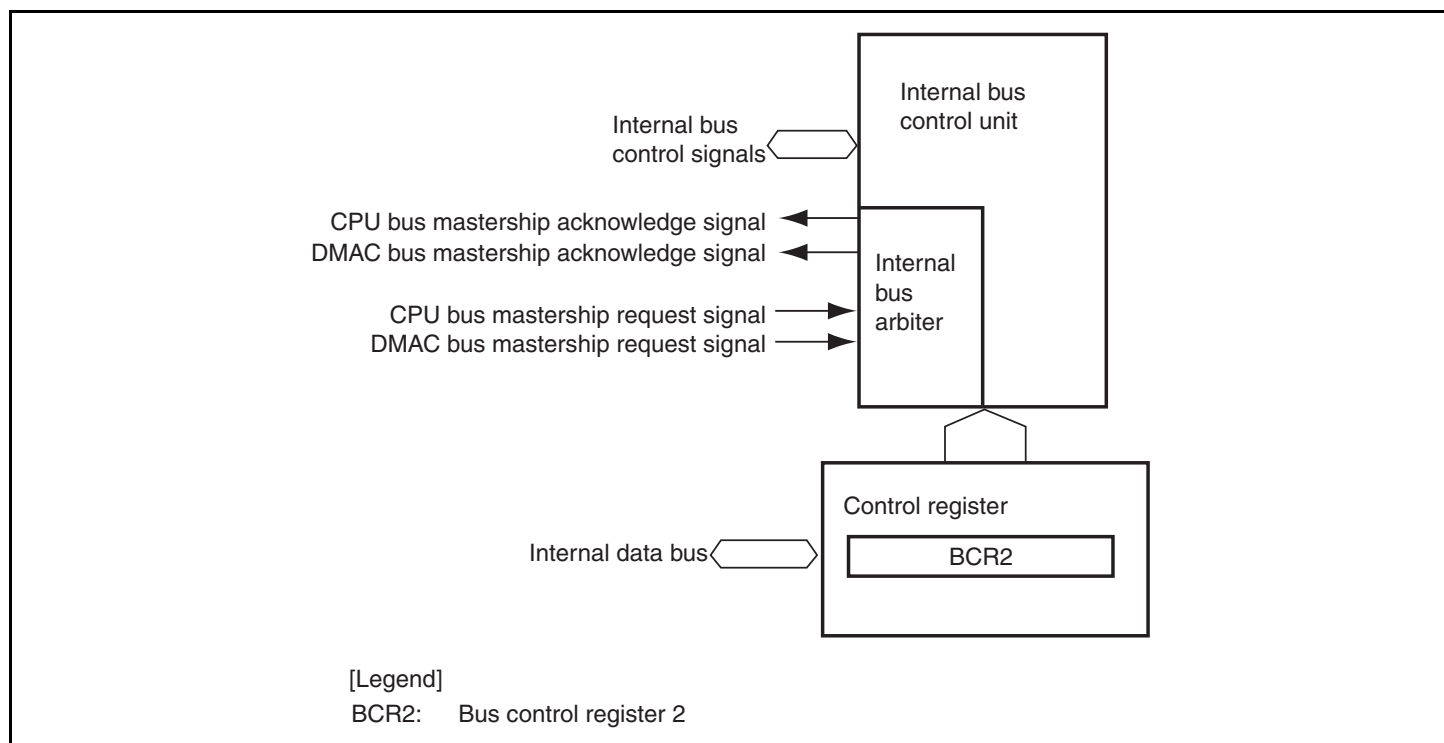 Internal bus
control unit
Internal bus
control signals
CPU bus mastership acknowledge signal
DMAC bus mastership acknowledge signal
Internal
bus
arbiter
CPU bus mastership request signal
DMAC bus mastership request signal
Control register
Internal data bus
BCR2
[Legend]
BCR2: Bus control register 2